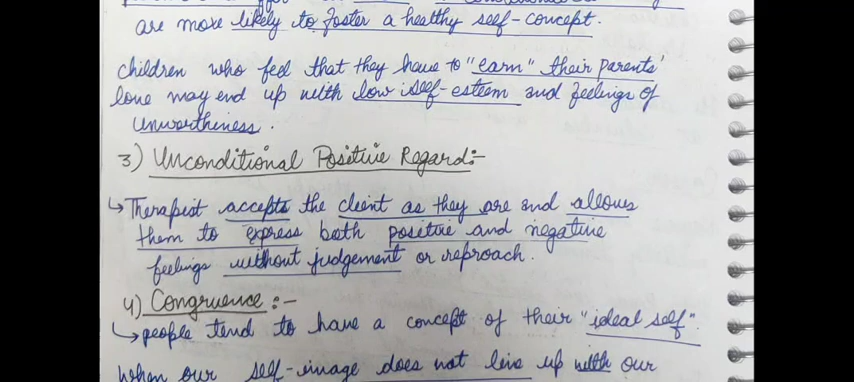 are more likely to foster a healthy self-concept.
children who feel that they have to "earn" their parents'
love may end up with low self-esteem and feelings of
unworthiness.
3) Unconditional Positive Regard:-
↳ Therapist accepts the client as they are and allows
them to express both positive and negative
feelings without judgement or reproach.
4) Congruence :-
↳ people tend to have a concept of their "ideal self".
When our self-image does not live up with our